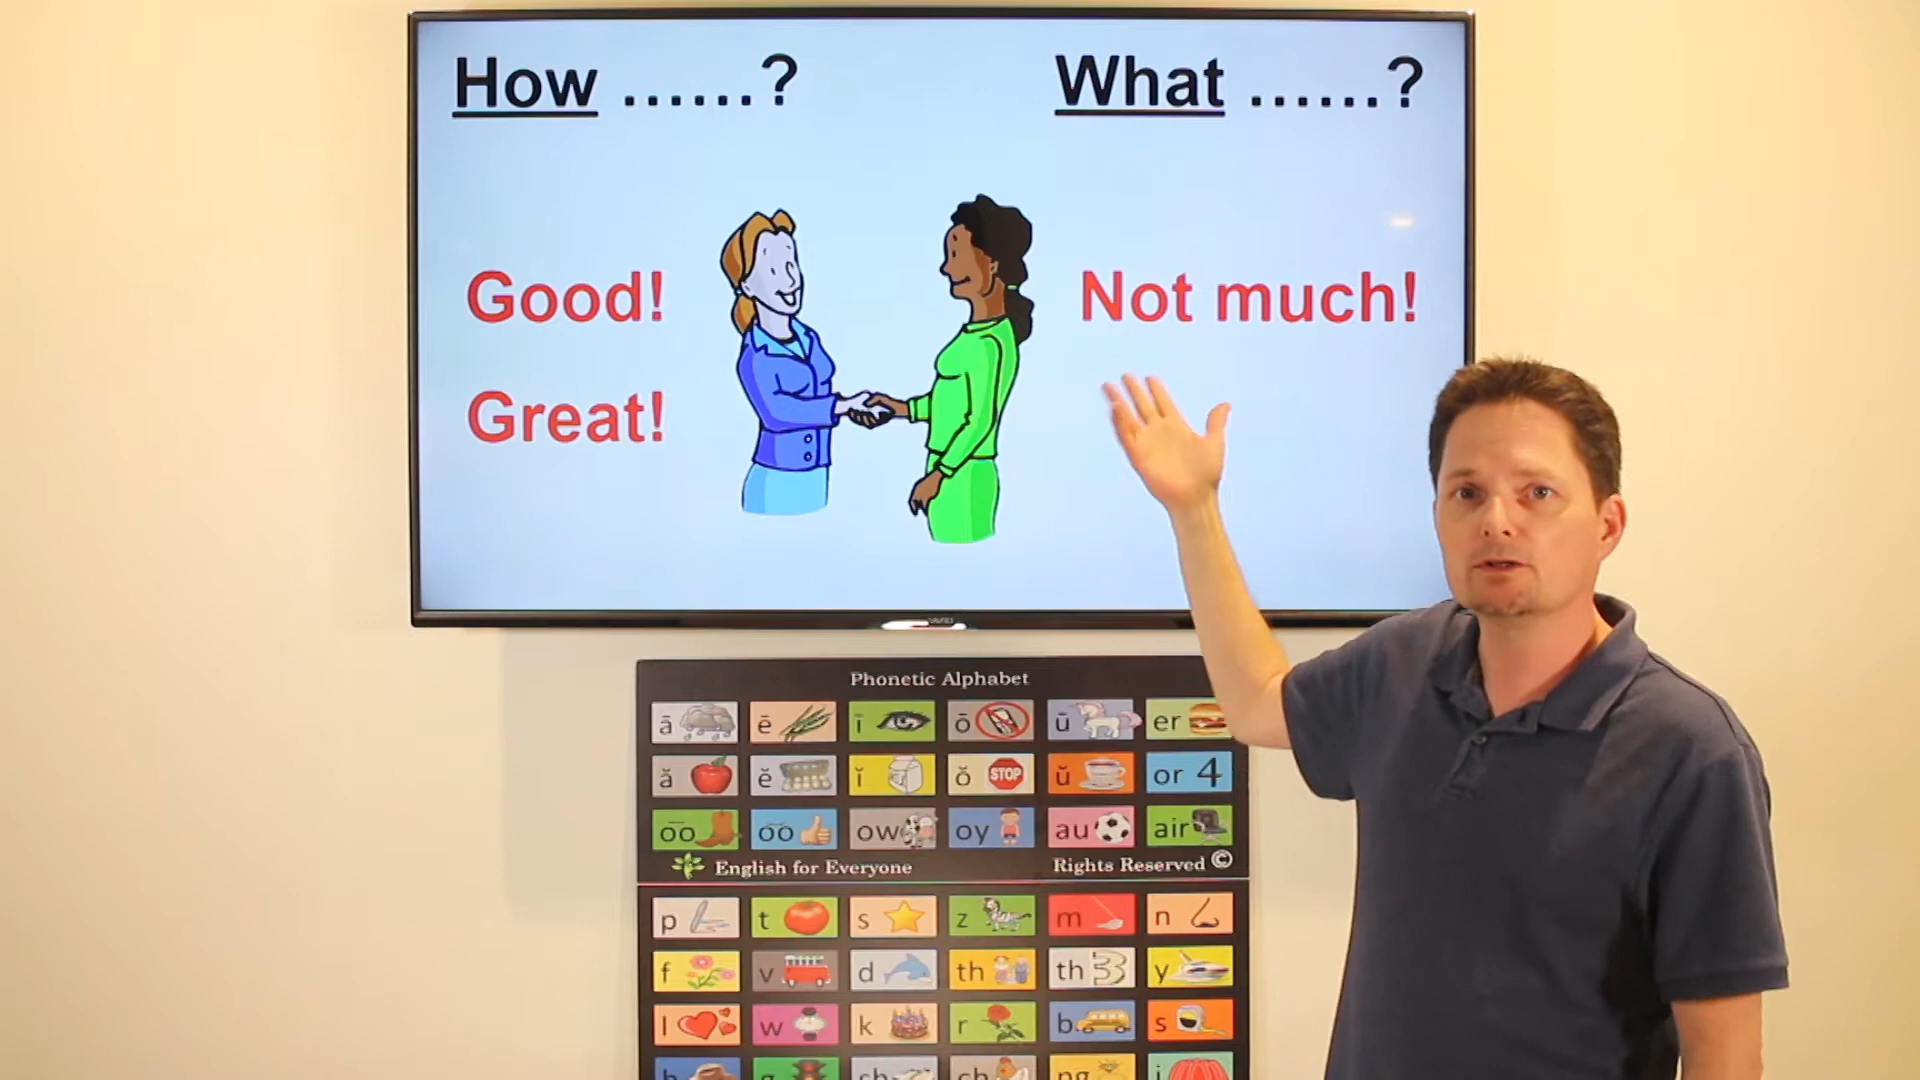 How ......? What ......?
Good! Not much!
Great!
Phonetic Alphabet
ā ē ī ō ū er
ă ĕ ĭ ŏ STOP ŭ or 4
o͞o o͝o ow oy au air
English for Everyone Rights Reserved ©
p t s z m n
f v d th th 3 y
l w k r b s